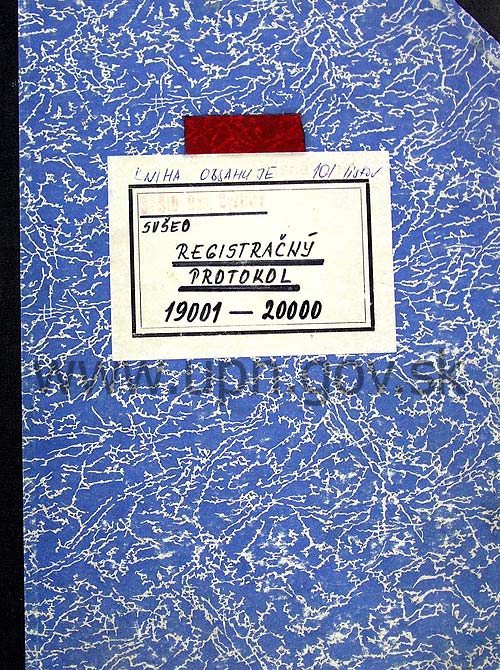 KNIHA OBSAHUJE 101 listov
SVŠEO
REGISTRAČNÝ
PROTOKOL
19001 — 20000
www.upn.gov.sk